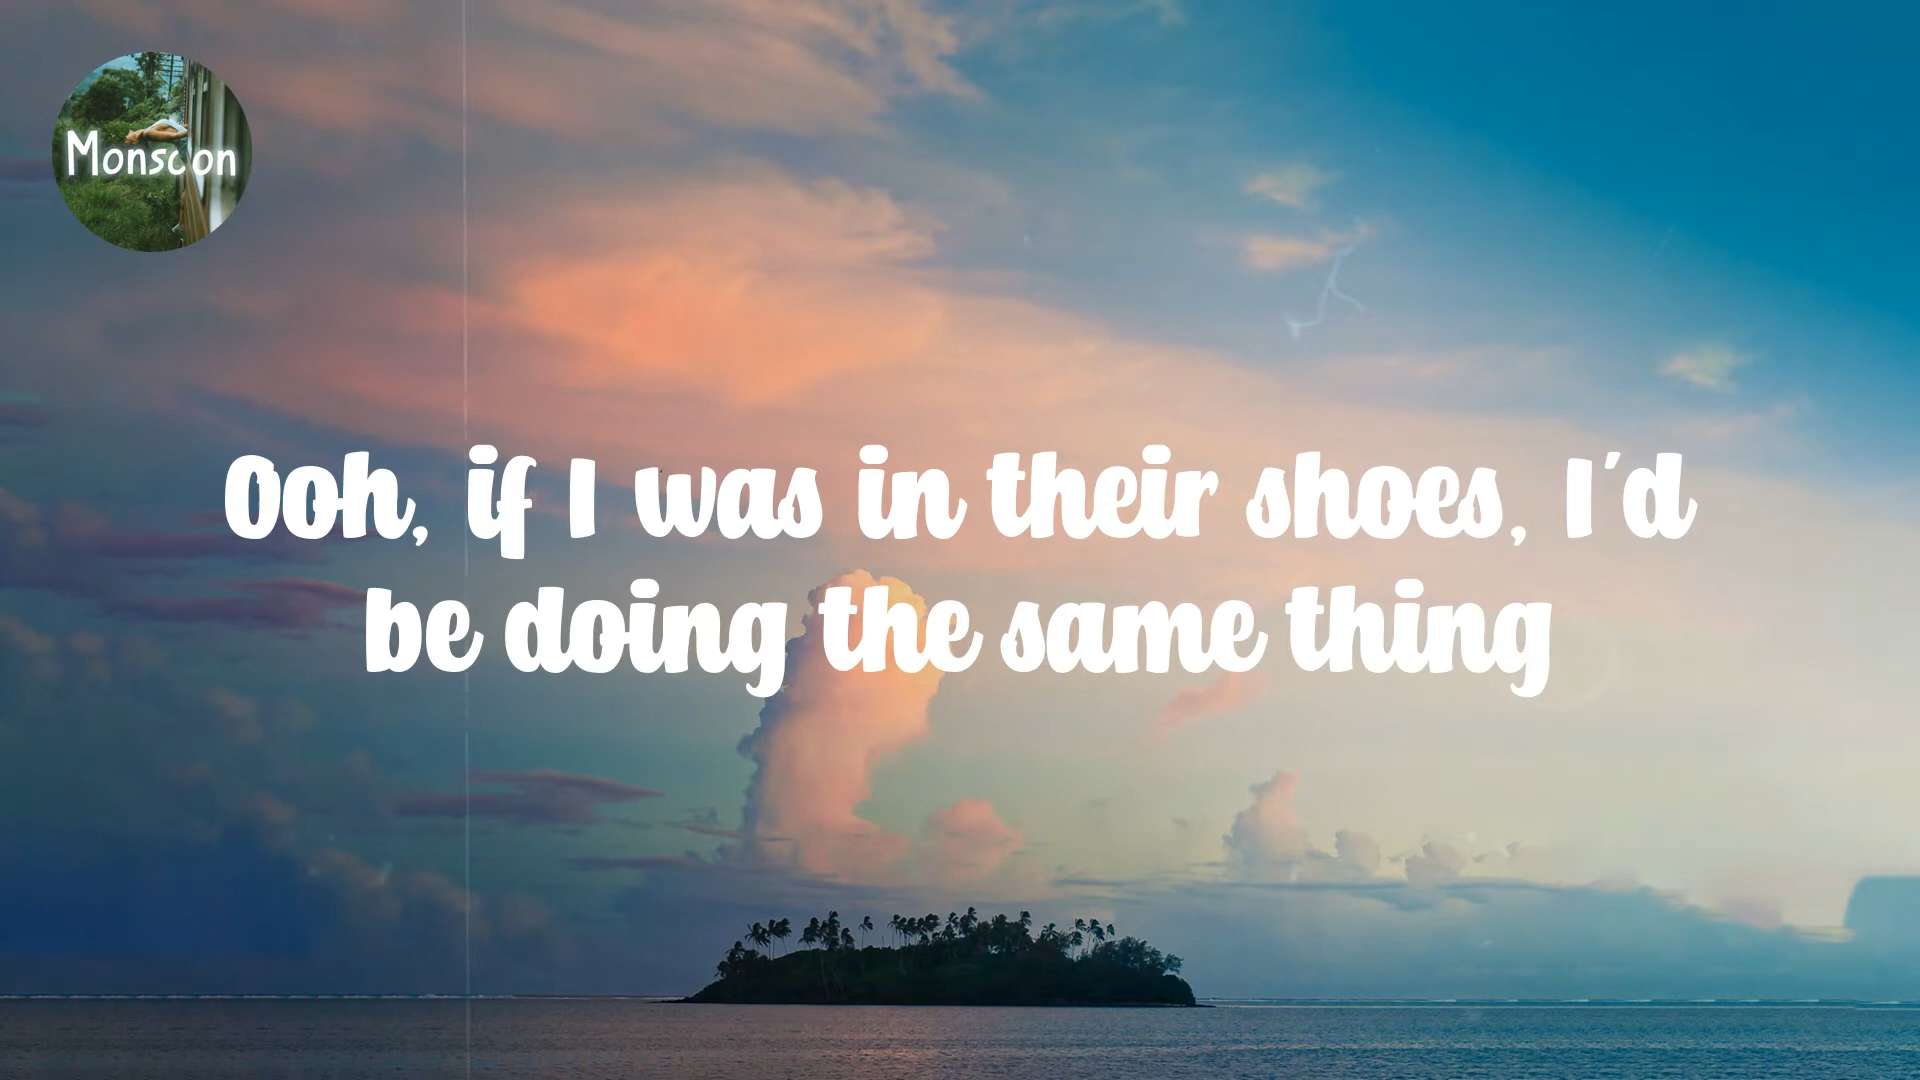 Monsoon
Ooh, if I was in their shoes, I'd
be doing the same thing